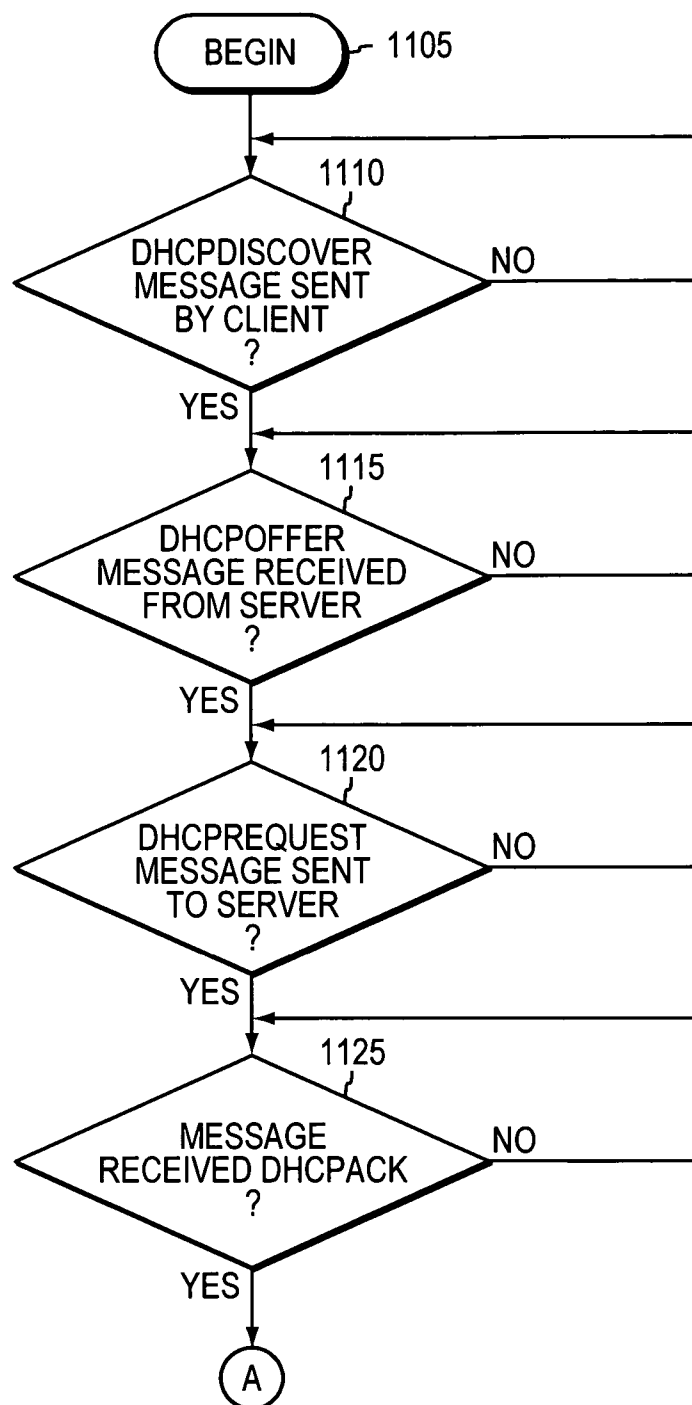 BEGIN
1105
1110
DHCPDISCOVER
MESSAGE SENT
BY CLIENT
?
NO
YES
1115
DHCPOFFER
MESSAGE RECEIVED
FROM SERVER
?
NO
YES
1120
DHCPREQUEST
MESSAGE SENT
TO SERVER
?
NO
YES
1125
MESSAGE
RECEIVED DHCPACK
?
NO
YES
A